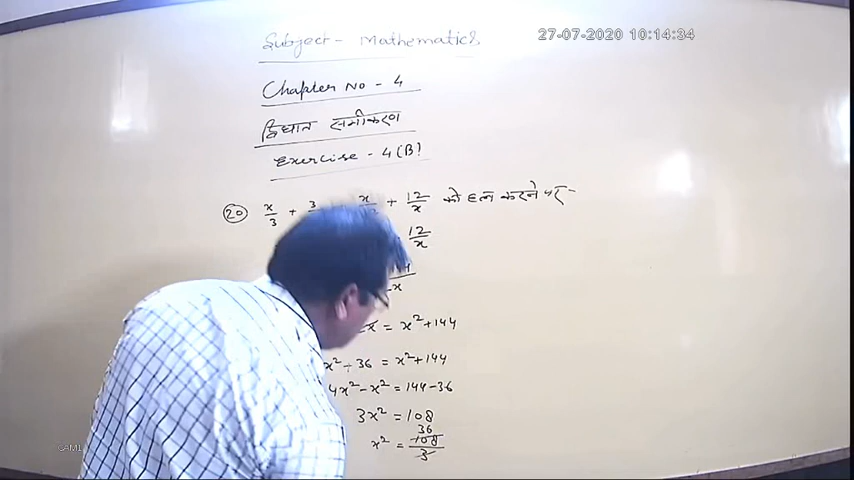 Subject - Mathematics
27-07-2020 10:14:34
Chapter No - 4
द्विघात समीकरण
Exercise - 4 (B)
(20) x/3 + 3/ x/ + 12/x को हल करने पर -
12/x
x
x = x² + 144
x² + 36 = x² + 144
4x² - x² = 144 - 36
3x² = 108
x² = 108/3 36